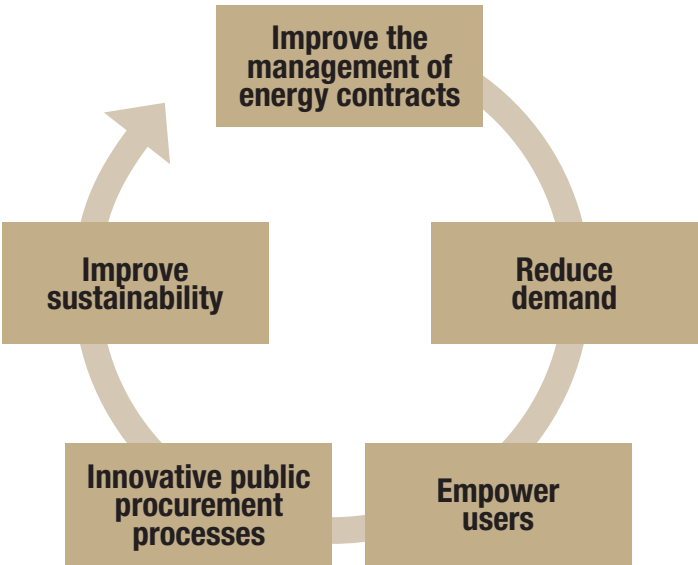 Improve the
management of
energy contracts
Reduce
demand
Empower
users
Innovative public
procurement
processes
Improve
sustainability